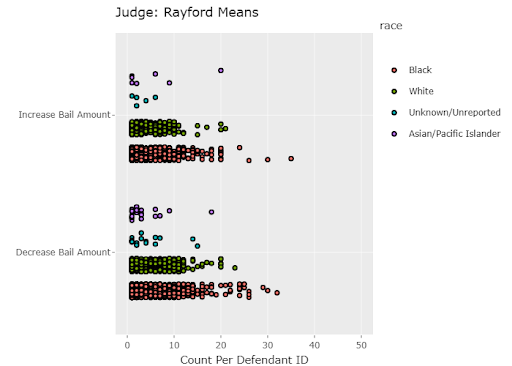 Judge: Rayford Means
race
Black
White
Unknown/Unreported
Asian/Pacific Islander
Increase Bail Amount
Decrease Bail Amount
0 10 20 30 40 50
Count Per Defendant ID